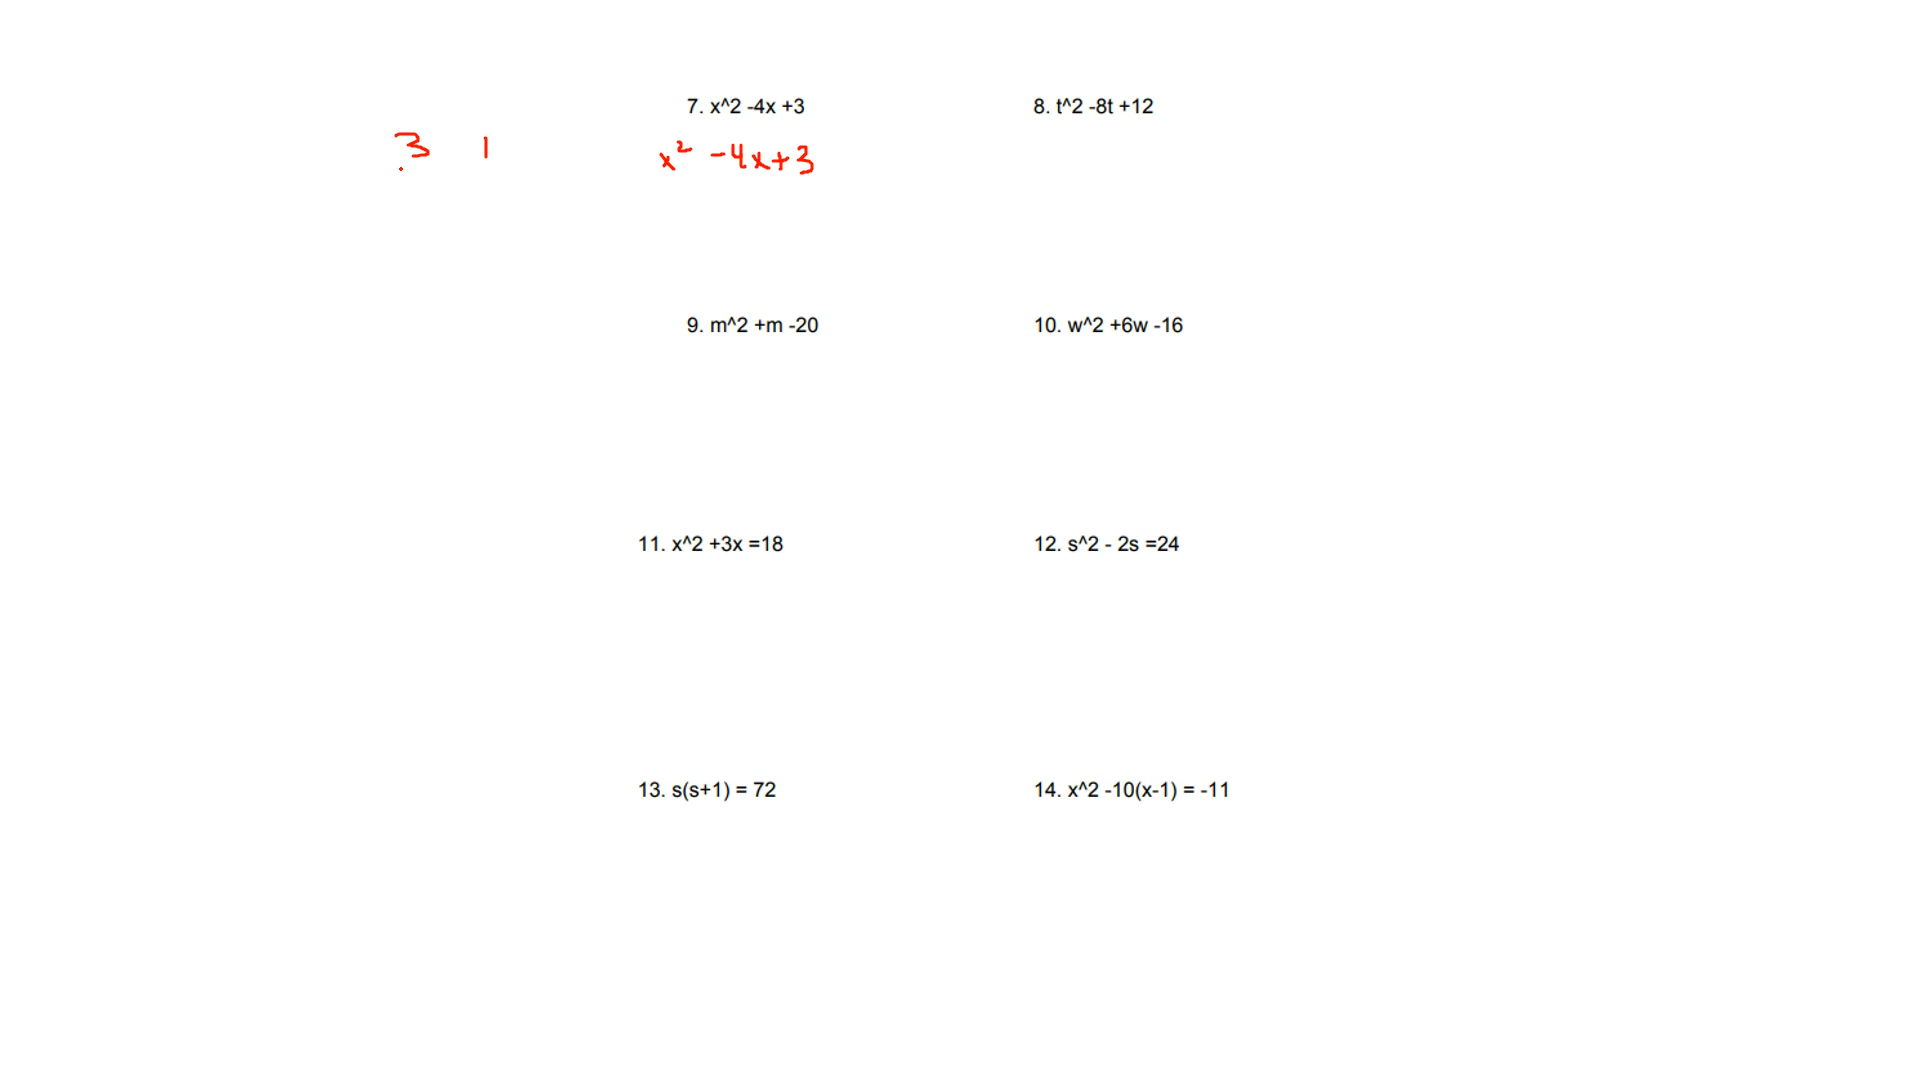 7. x^2 -4x +3
8. t^2 -8t +12
3 1
x² -4x+3
9. m^2 +m -20
10. w^2 +6w -16
11. x^2 +3x =18
12. s^2 - 2s =24
13. s(s+1) = 72
14. x^2 -10(x-1) = -11